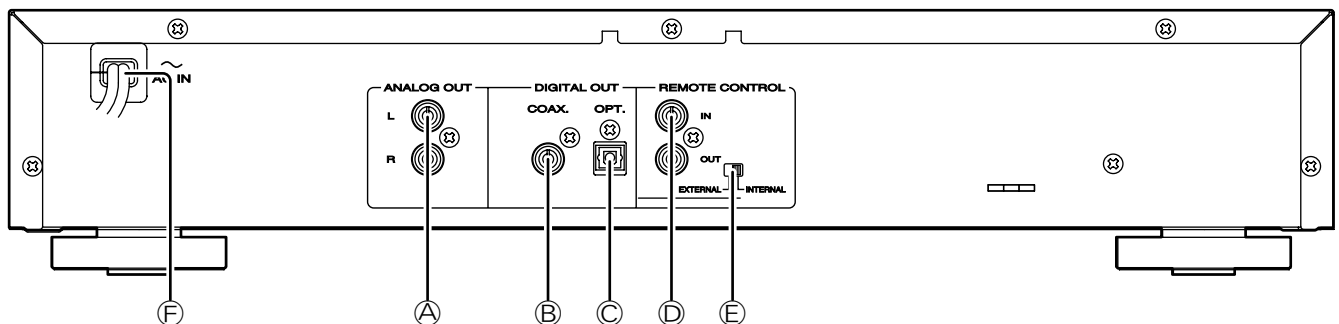 ∼
AC IN
ANALOG OUT
L
R
DIGITAL OUT
COAX.
OPT.
REMOTE CONTROL
IN
OUT
EXTERNAL
INTERNAL
Ⓕ
Ⓐ
Ⓑ
Ⓒ
Ⓓ
Ⓔ